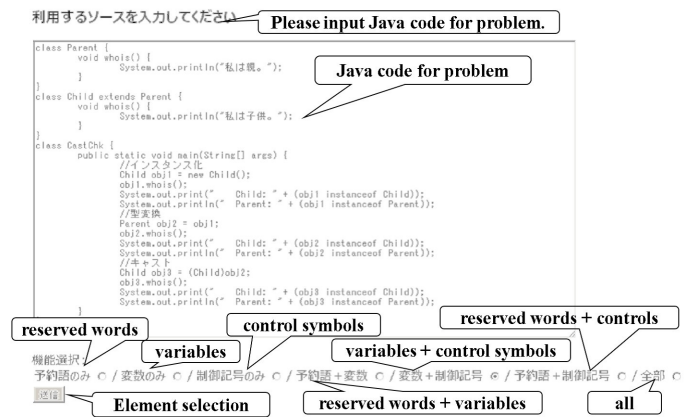 利用するソースを入力してください
Please input Java code for problem.
class Parent {
void whois() {
System.out.println("私は親。");
}
}
class Child extends Parent {
void whois() {
System.out.println("私は子供。");
}
}
class CastChk {
public static void main(String[] args) {
//インスタンス化
Child obj1 = new Child();
obj1.whois();
System.out.print("   Child: " + (obj1 instanceof Child));
System.out.println("  Parent: " + (obj1 instanceof Parent));
//型変換
Parent obj2 = obj1;
obj2.whois();
System.out.print("   Child: " + (obj2 instanceof Child));
System.out.println("  Parent: " + (obj2 instanceof Parent));
//キャスト
Child obj3 = (Child)obj2;
obj3.whois();
System.out.print("   Child: " + (obj3 instanceof Child));
System.out.println("  Parent: " + (obj3 instanceof Parent));
}
Java code for problem
reserved words
control symbols
reserved words + controls
variables
variables + control symbols
機能選択:
予約語のみ / 変数のみ / 制御記号のみ / 予約語+変数 / 変数+制御記号 / 予約語+制御記号 / 全部
送信
Element selection
reserved words + variables
all